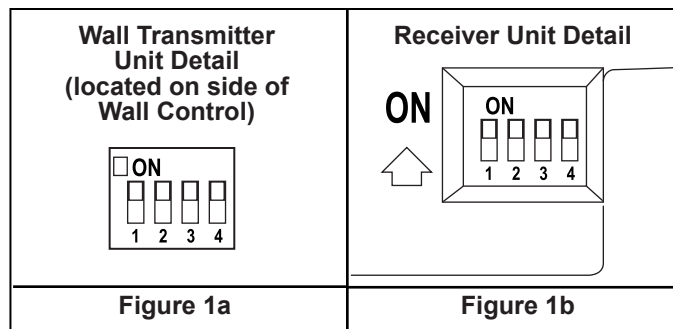 Wall Transmitter
Unit Detail
(located on side of
Wall Control)
ON
1 2 3 4
Figure 1a
Receiver Unit Detail
ON
ON
1 2 3 4
Figure 1b